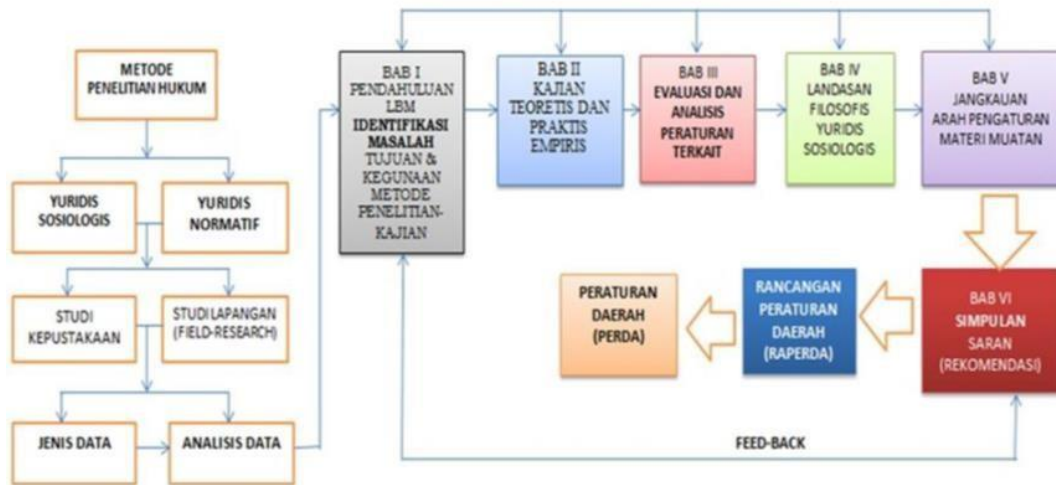 METODE
PENELITIAN HUKUM
YURIDIS
SOSIOLOGIS
YURIDIS
NORMATIF
STUDI
KEPUSTAKAAN
STUDI LAPANGAN
(FIELD-RESEARCH)
JENIS DATA
ANALISIS DATA
BAB I
PENDAHULUAN
LBM
IDENTIFIKASI
MASALAH
TUJUAN &
KEGUNAAN
METODE
PENELITIAN-
KAJIAN
BAB II
KAJIAN
TEORETIS DAN
PRAKTIS
EMPIRIS
BAB III
EVALUASI DAN
ANALISIS
PERATURAN
TERKAIT
BAB IV
LANDASAN
FILOSOFIS
YURIDIS
SOSIOLOGIS
BAB V
JANGKAUAN
ARAH PENGATURAN
MATERI MUATAN
BAB VI
SIMPULAN
SARAN
(REKOMENDASI)
RANCANGAN
PERATURAN
DAERAH
(RAPERDA)
PERATURAN
DAERAH
(PERDA)
FEED-BACK